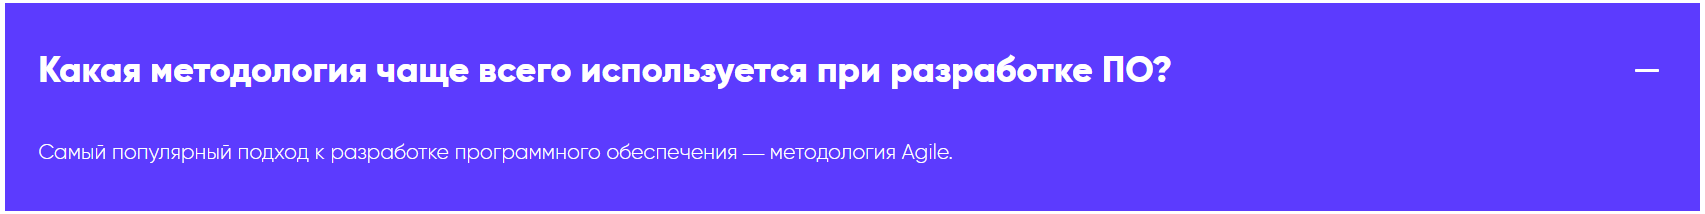 Какая методология чаще всего используется при разработке ПО?
Самый популярный подход к разработке программного обеспечения — методология Agile.